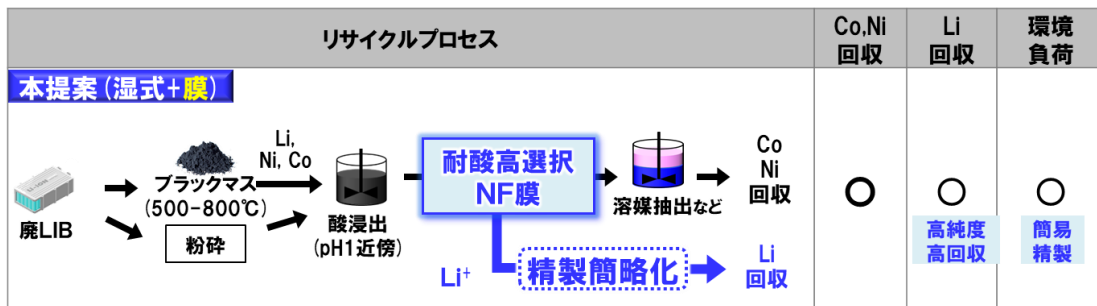 リサイクルプロセス
Co,Ni
回収
Li
回収
環境
負荷
本提案（湿式+膜）
Li,
Ni, Co
ブラックマス
(500-800℃)
廃LIB
粉砕
酸浸出
(pH1近傍)
耐酸高選択
NF膜
溶媒抽出など
Co
Ni
回収
Li⁺
精製簡略化
Li
回収
○
○
高純度
高回収
○
簡易
精製